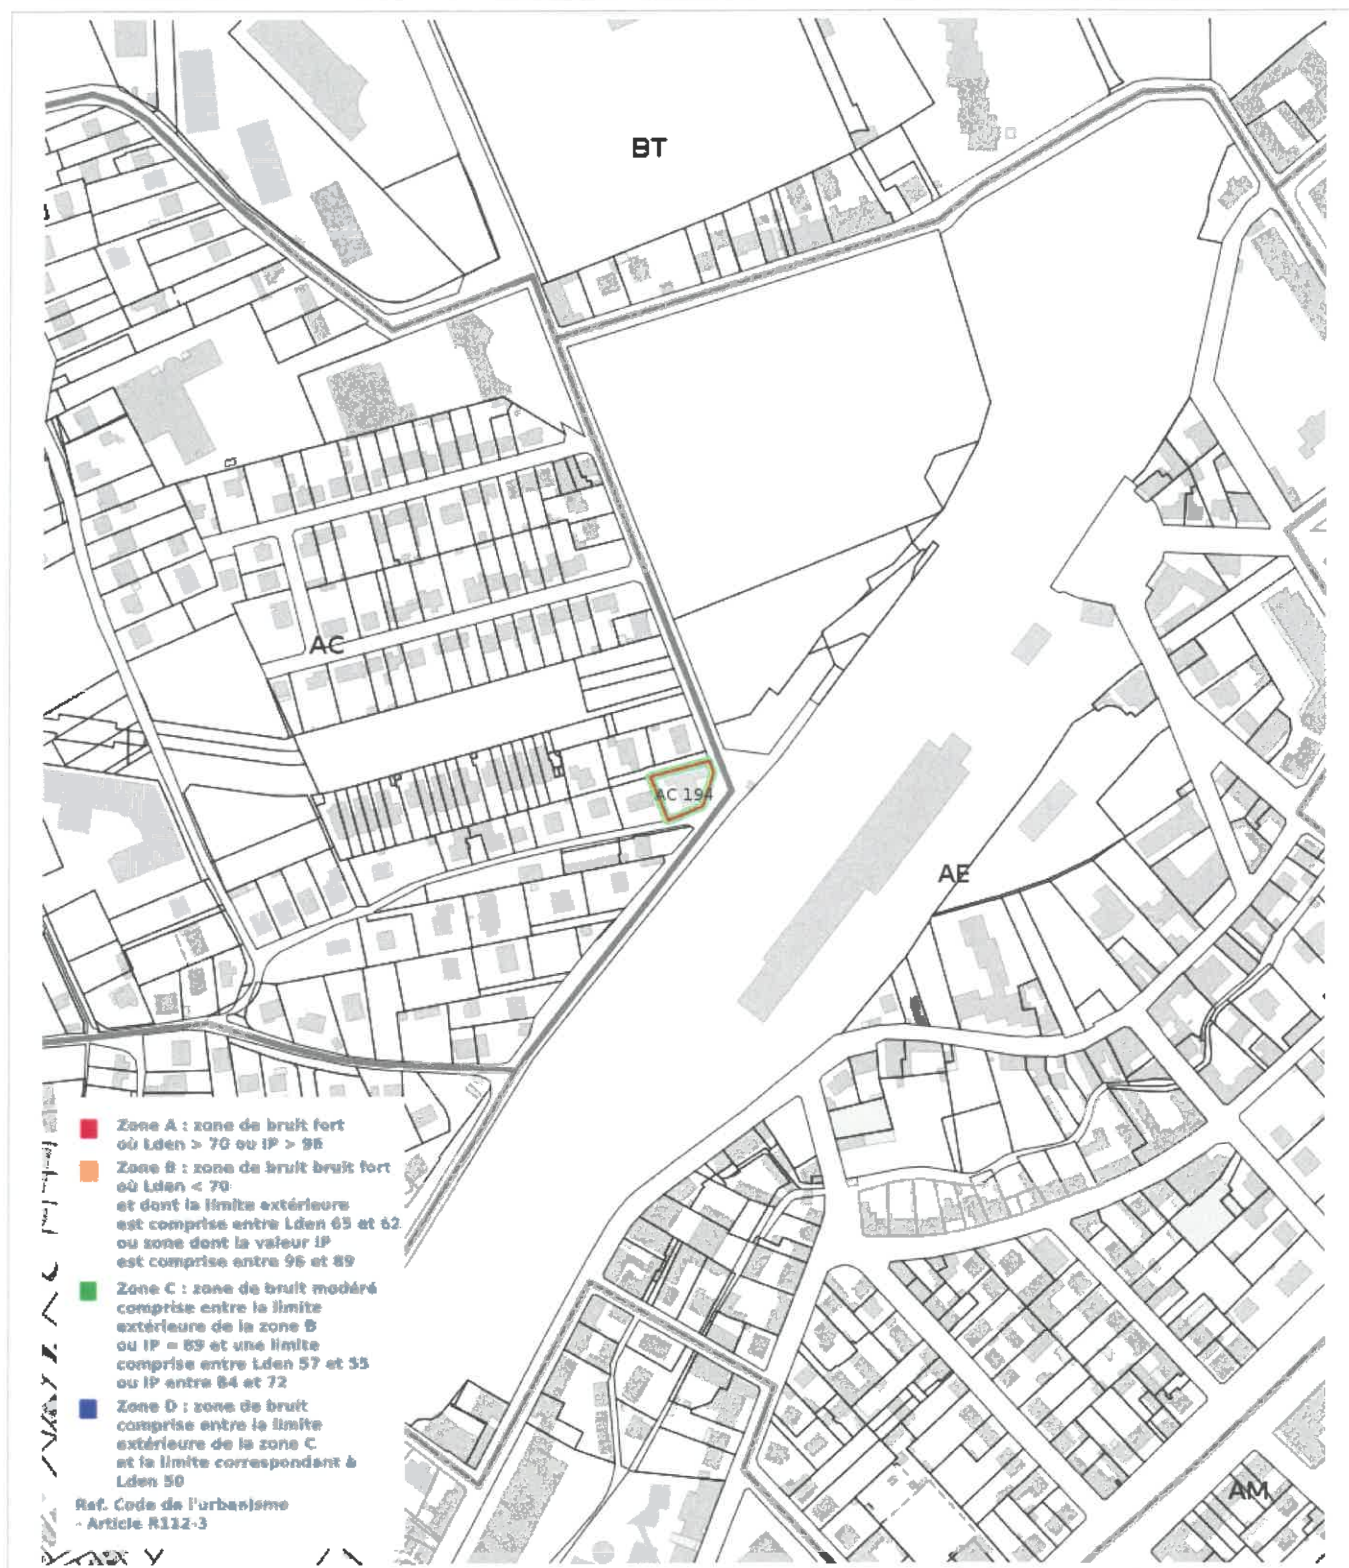 BT
AC
AC 194
AE
Zone A : zone de bruit fort
où Lden > 70 ou IP > 96
Zone B : zone de bruit bruit fort
où Lden < 70
et dont la limite extérieure
est comprise entre Lden 65 et 62
ou zone dont la valeur IP
est comprise entre 96 et 89
Zone C : zone de bruit modéré
comprise entre la limite
extérieure de la zone B
ou IP = 89 et une limite
comprise entre Lden 57 et 55
ou IP entre 84 et 72
Zone D : zone de bruit
comprise entre la limite
extérieure de la zone C
et la limite correspondant à
Lden 50
Ref. Code de l'urbanisme
- Article R112-3
AM